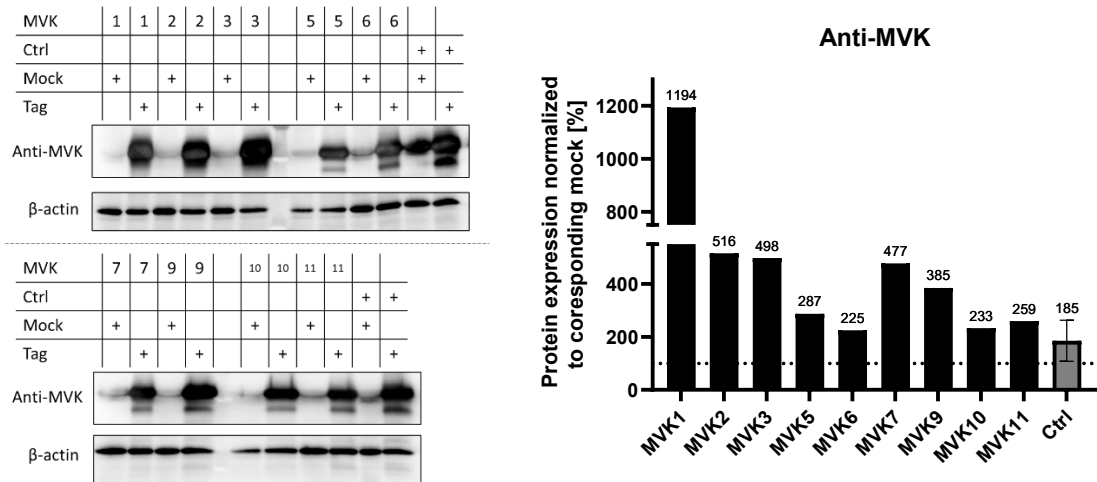 MVK 1 1 2 2 3 3 5 5 6 6
Ctrl + +
Mock + + + + + +
Tag + + + + + +
Anti-MVK
β-actin
MVK 7 7 9 9 10 10 11 11
Ctrl + +
Mock + + + + +
Tag + + + + +
Anti-MVK
β-actin
Anti-MVK
Protein expression normalized
to coresponding mock [%]
1200
1000
800
400
200
0
1194
516
498
287
225
477
385
233
259
185
MVK1
MVK2
MVK3
MVK5
MVK6
MVK7
MVK9
MVK10
MVK11
Ctrl